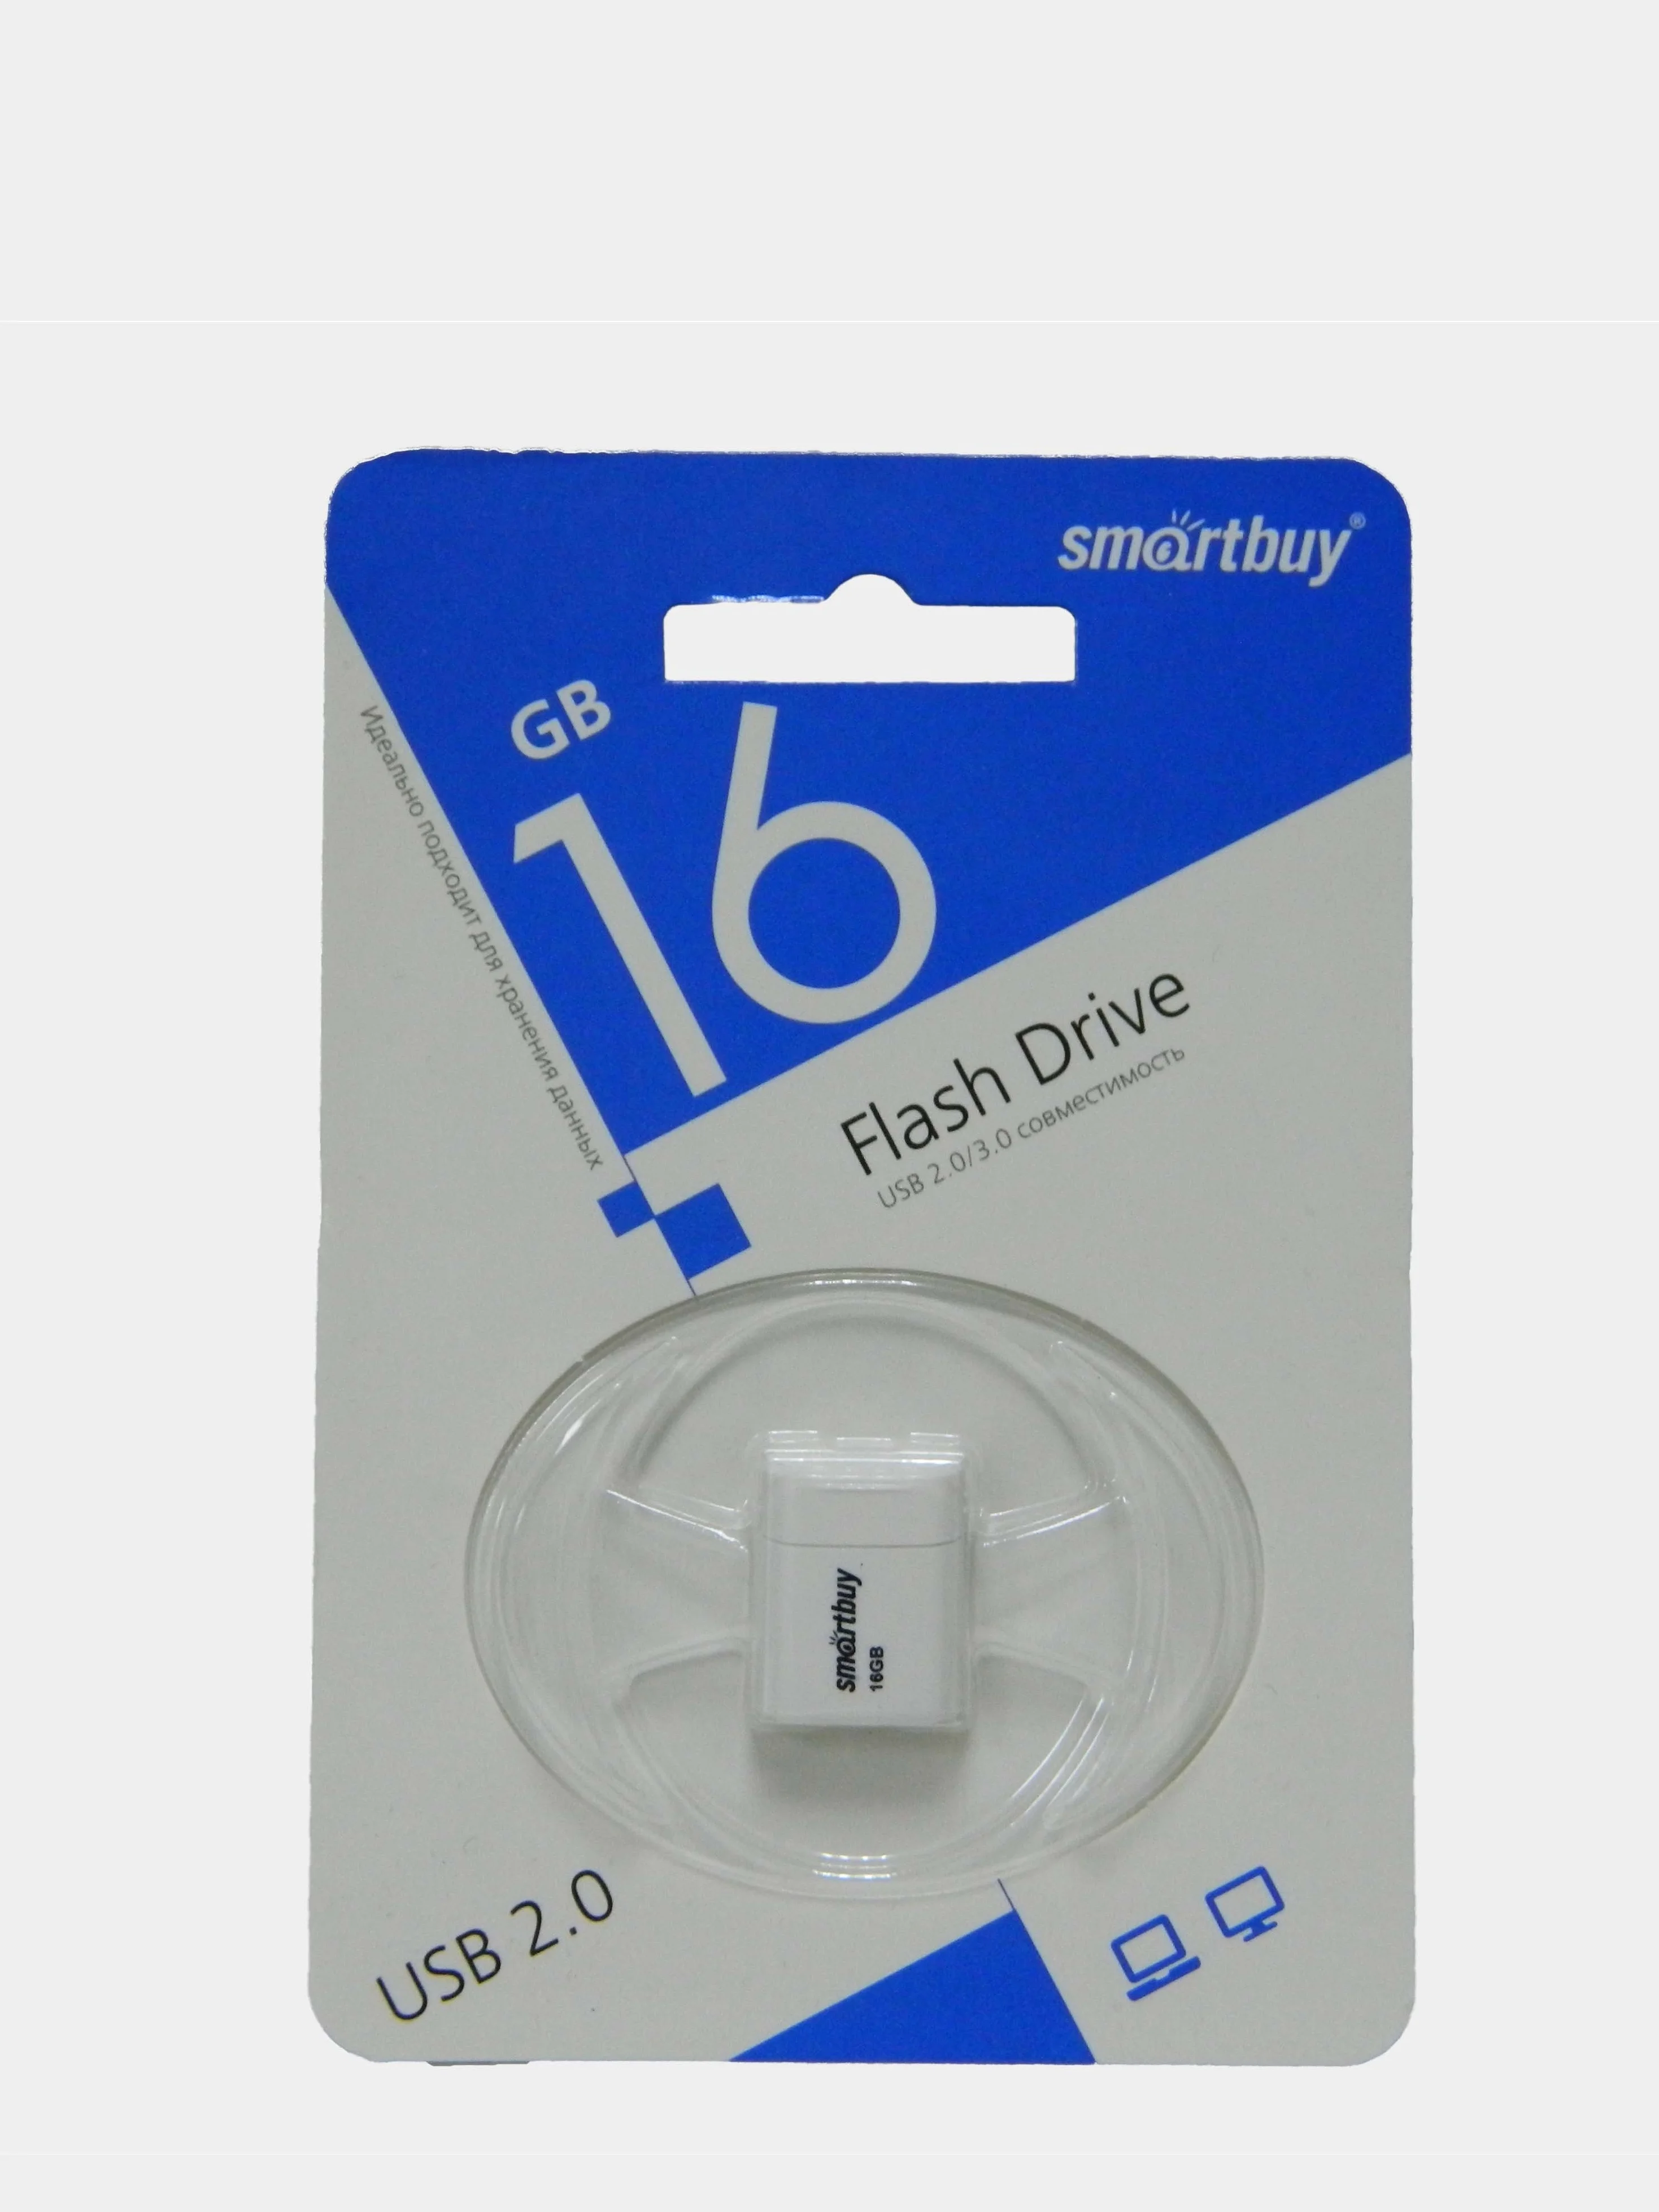 smartbuy®
GB
16
Идеально подходит для хранения данных
Flash Drive
USB 2.0/3.0 совместимость
smartbuy
16GB
USB 2.0